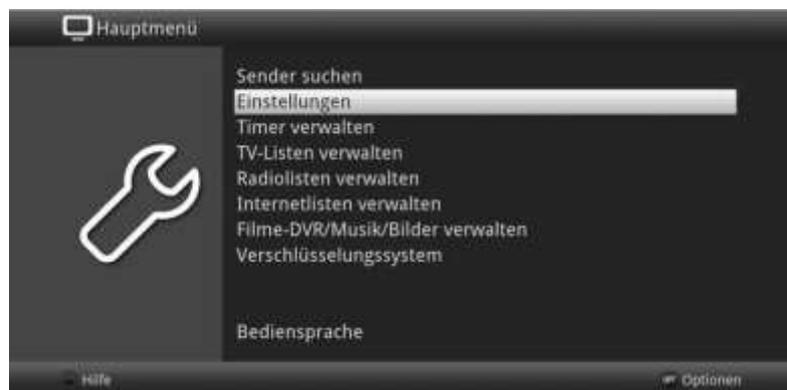 Hauptmenü
Sender suchen
Einstellungen
Timer verwalten
TV-Listen verwalten
Radiolisten verwalten
Internetlisten verwalten
Filme-DVR/Musik/Bilder verwalten
Verschlüsselungssystem
Bediensprache
Hilfe
Optionen